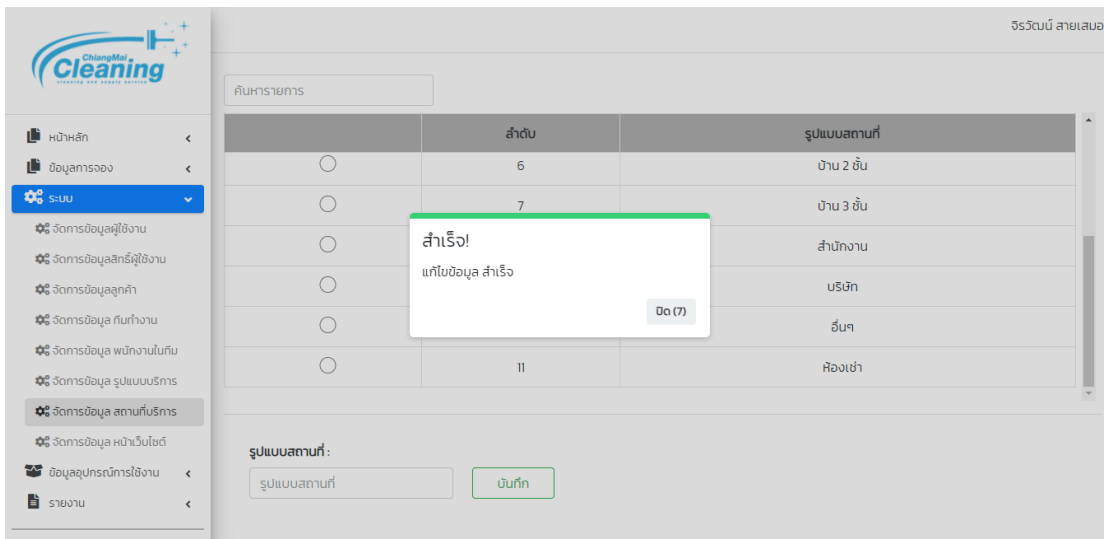 ChiangMai
Cleaning
cleaning and supply service
จิรวัฒน์ สายเสมอ
ค้นหารายการ
หน้าหลัก
ข้อมูลการจอง
ระบบ
จัดการข้อมูลผู้ใช้งาน
จัดการข้อมูลสิทธิ์ผู้ใช้งาน
จัดการข้อมูลลูกค้า
จัดการข้อมูล ทีมทำงาน
จัดการข้อมูล พนักงานในทีม
จัดการข้อมูล รูปแบบบริการ
จัดการข้อมูล สถานที่บริการ
จัดการข้อมูล หน้าเว็บไซต์
ข้อมูลอุปกรณ์การใช้งาน
รายงาน
ลำดับ รูปแบบสถานที่
6 บ้าน 2 ชั้น
7 บ้าน 3 ชั้น
สำนักงาน
บริษัท
อื่นๆ
11 ห้องเช่า
สำเร็จ!
แก้ไขข้อมูล สำเร็จ
ปิด (7)
รูปแบบสถานที่ :
รูปแบบสถานที่
บันทึก